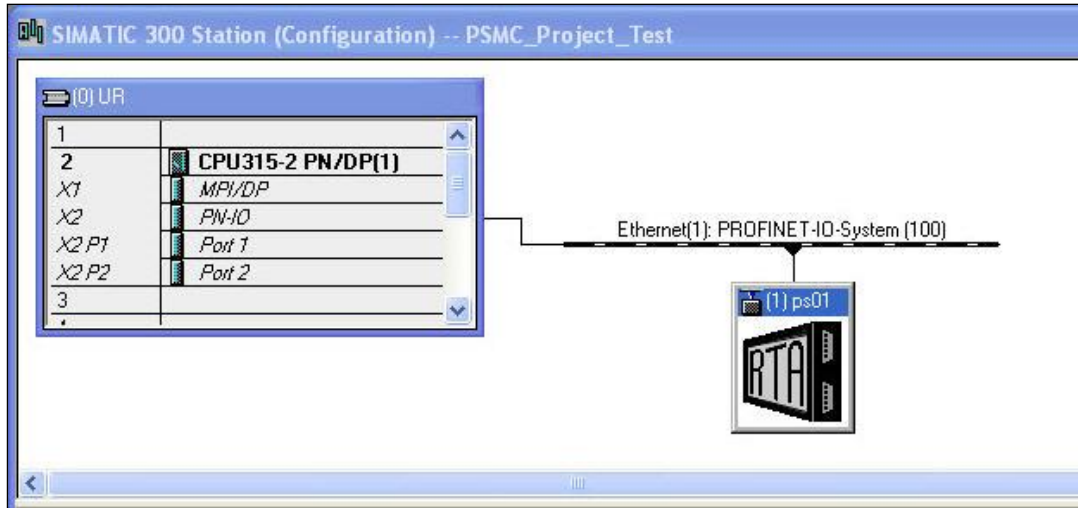 SIMATIC 300 Station (Configuration) -- PSMC_Project_Test
(0) UR
1
2 CPU315-2 PN/DP(1)
X1 MPI/DP
X2 PN-IO
X2 P1 Port 1
X2 P2 Port 2
3
Ethernet(1): PROFINET-IO-System (100)
(1) ps01
RTA